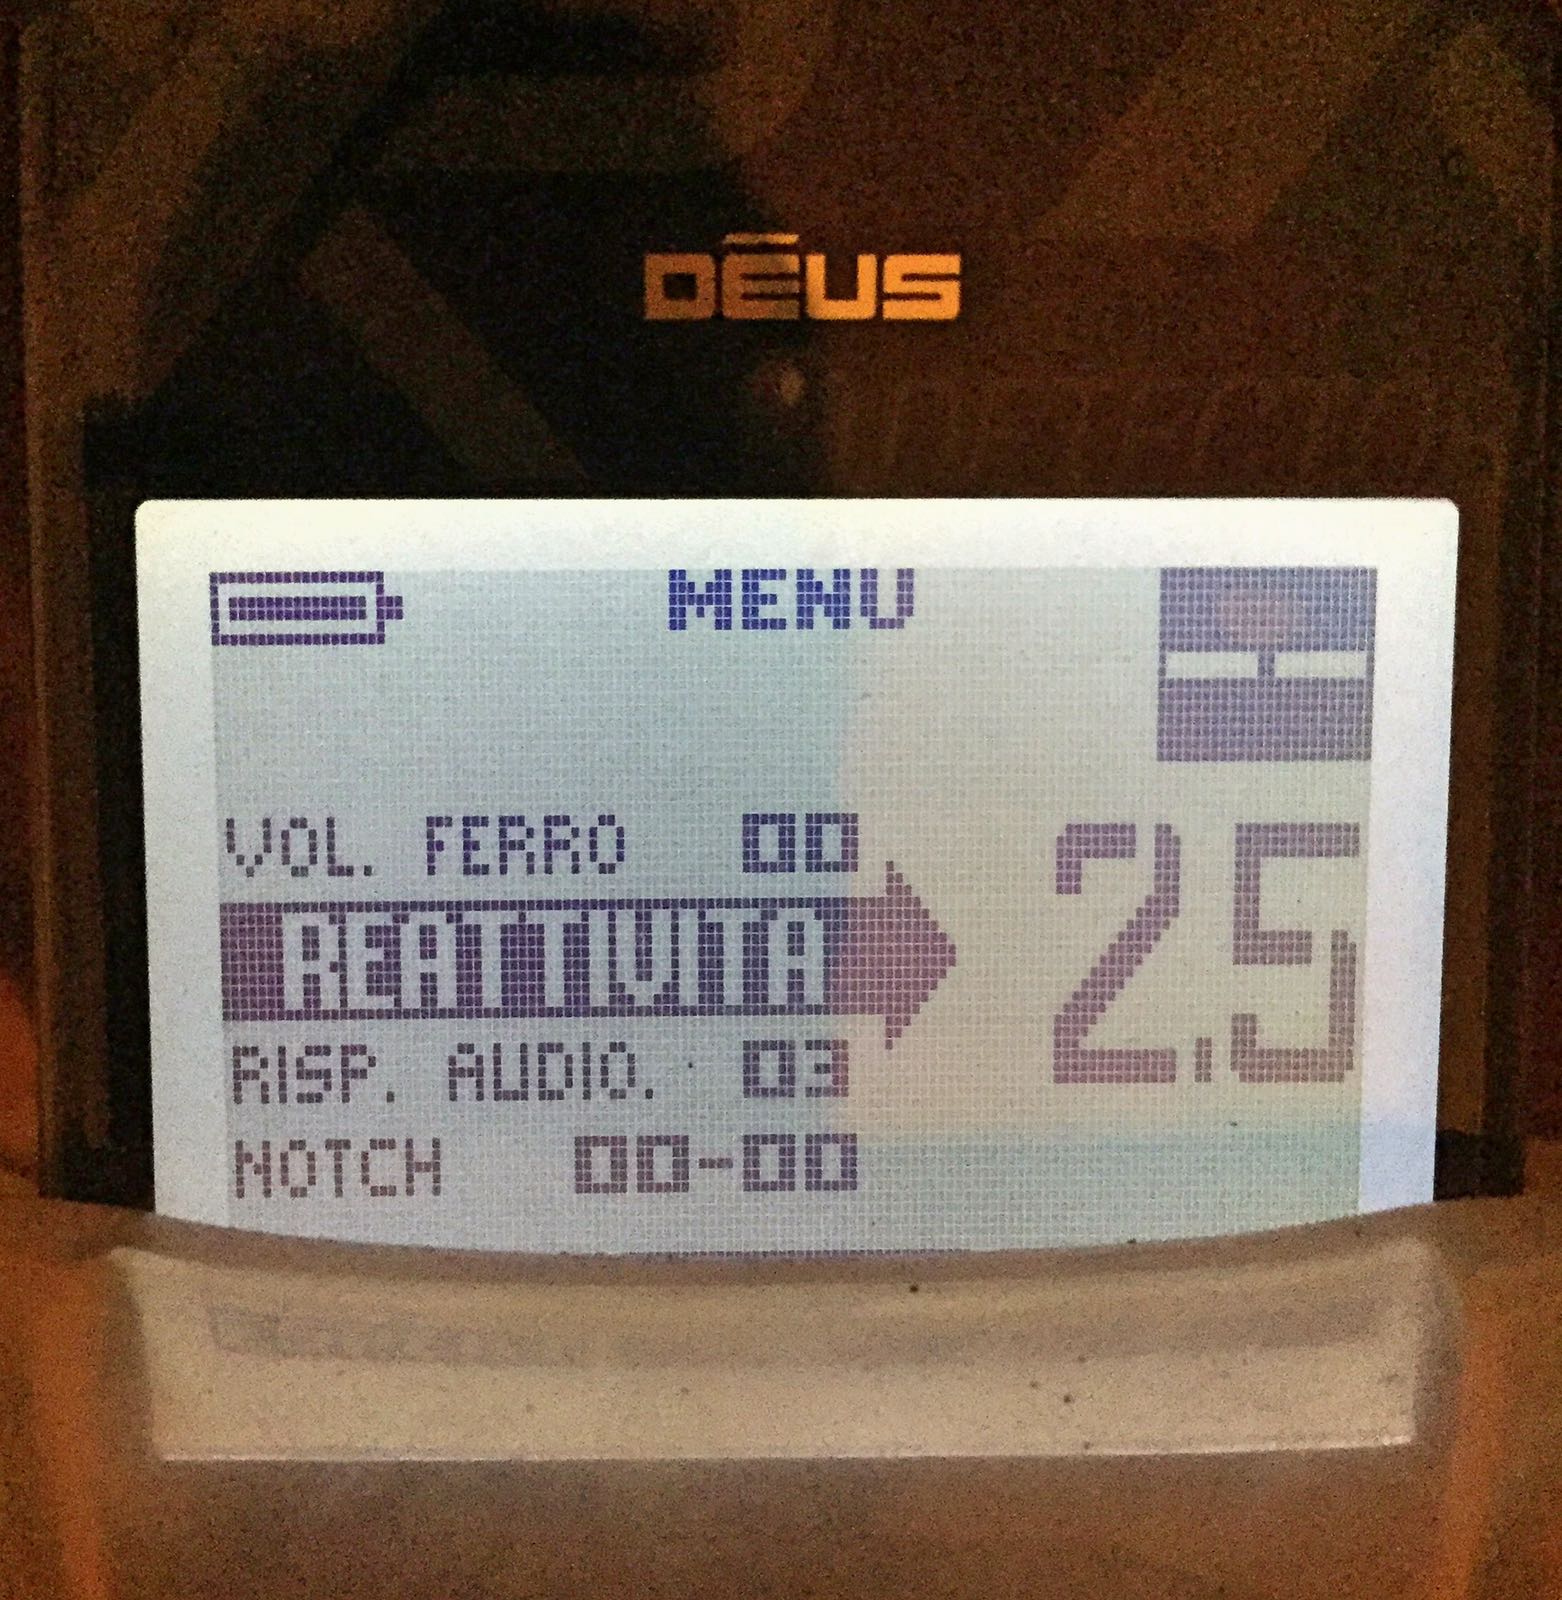 DĒUS
MENU
VOL. FERRO 00
REATTIVITA 2.5
RISP. AUDIO. 03
NOTCH 00-00